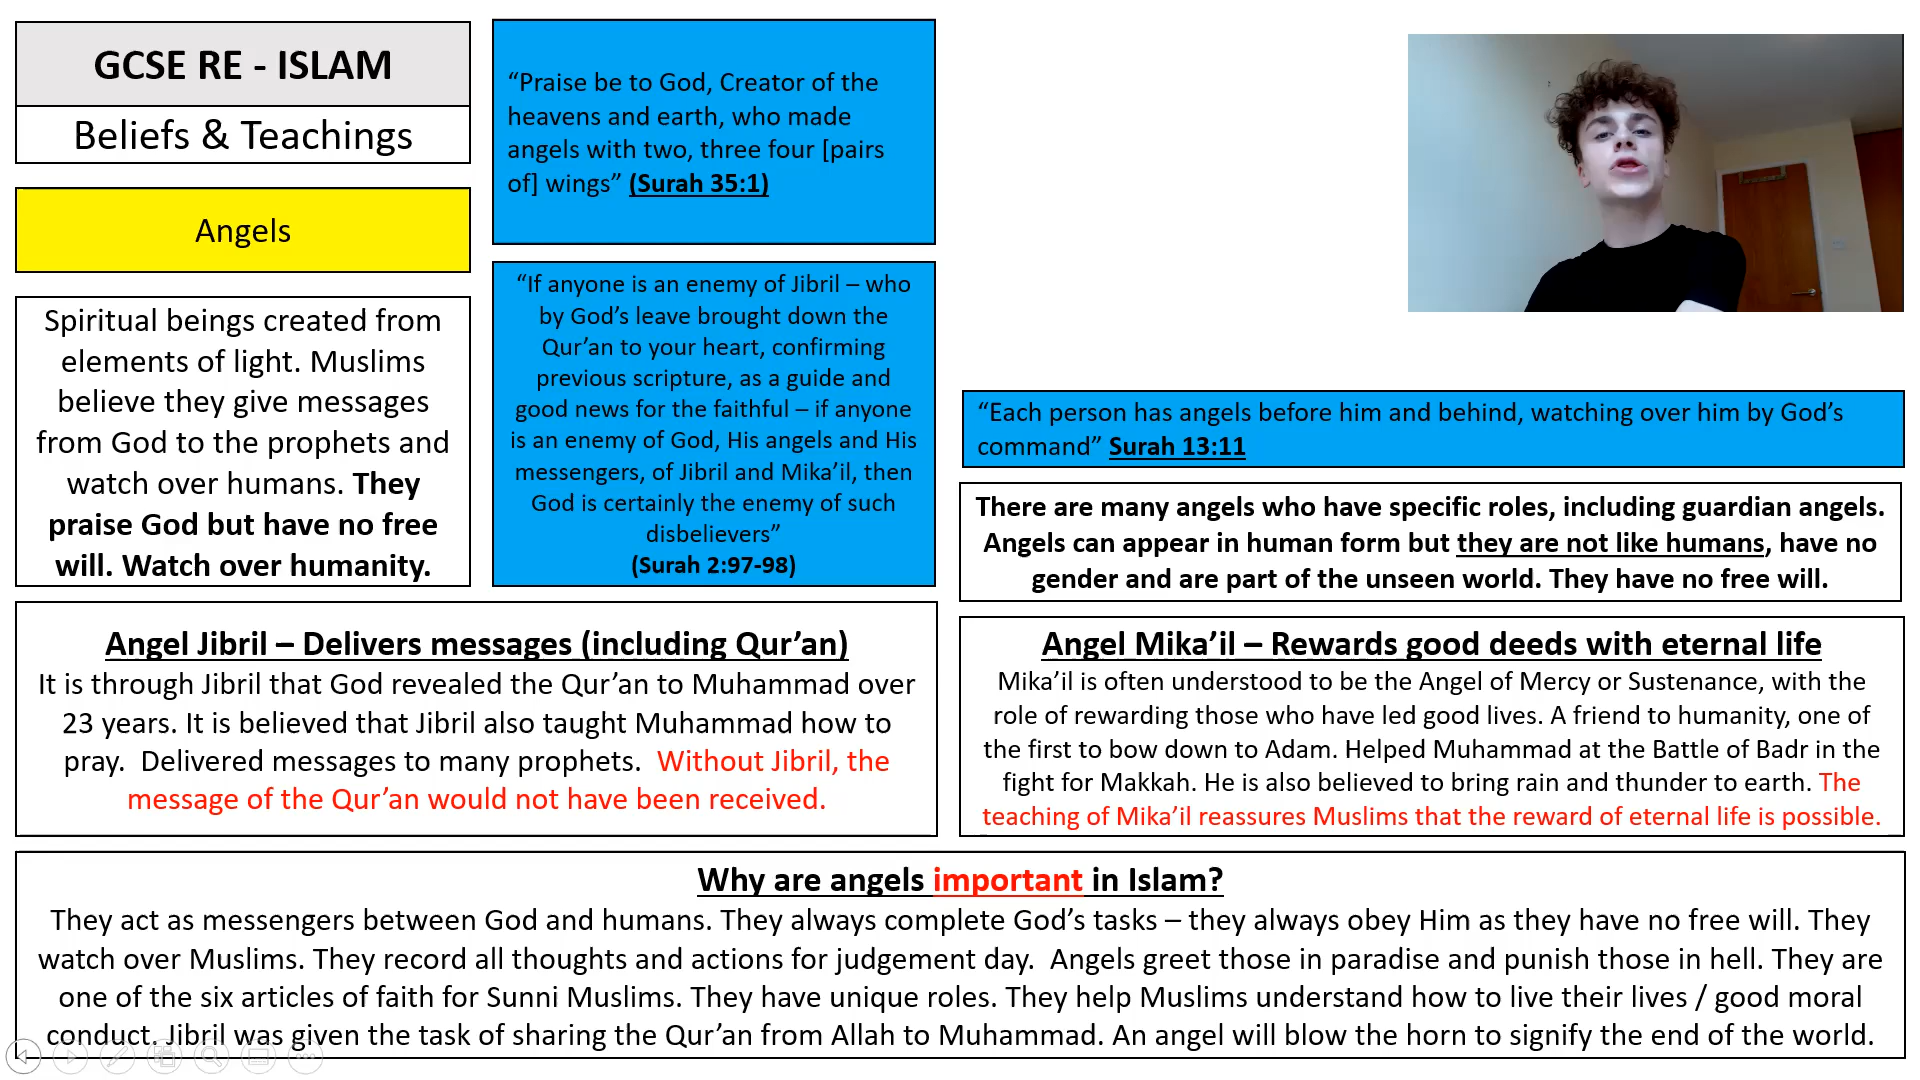 GCSE RE - ISLAM
Beliefs & Teachings
Angels
Spiritual beings created from
elements of light. Muslims
believe they give messages
from God to the prophets and
watch over humans. They
praise God but have no free
will. Watch over humanity.
“Praise be to God, Creator of the
heavens and earth, who made
angels with two, three four [pairs
of] wings” (Surah 35:1)
“If anyone is an enemy of Jibril – who
by God’s leave brought down the
Qur’an to your heart, confirming
previous scripture, as a guide and
good news for the faithful – if anyone
is an enemy of God, His angels and His
messengers, of Jibril and Mika’il, then
God is certainly the enemy of such
disbelievers”
(Surah 2:97-98)
“Each person has angels before him and behind, watching over him by God’s
command” Surah 13:11
There are many angels who have specific roles, including guardian angels.
Angels can appear in human form but they are not like humans, have no
gender and are part of the unseen world. They have no free will.
Angel Jibril – Delivers messages (including Qur’an)
It is through Jibril that God revealed the Qur’an to Muhammad over
23 years. It is believed that Jibril also taught Muhammad how to
pray.  Delivered messages to many prophets.  Without Jibril, the
message of the Qur’an would not have been received.
Angel Mika’il – Rewards good deeds with eternal life
Mika’il is often understood to be the Angel of Mercy or Sustenance, with the
role of rewarding those who have led good lives. A friend to humanity, one of
the first to bow down to Adam. Helped Muhammad at the Battle of Badr in the
fight for Makkah. He is also believed to bring rain and thunder to earth. The
teaching of Mika’il reassures Muslims that the reward of eternal life is possible.
Why are angels important in Islam?
They act as messengers between God and humans. They always complete God’s tasks – they always obey Him as they have no free will. They
watch over Muslims. They record all thoughts and actions for judgement day.  Angels greet those in paradise and punish those in hell. They are
one of the six articles of faith for Sunni Muslims. They have unique roles. They help Muslims understand how to live their lives / good moral
conduct. Jibril was given the task of sharing the Qur’an from Allah to Muhammad. An angel will blow the horn to signify the end of the world.